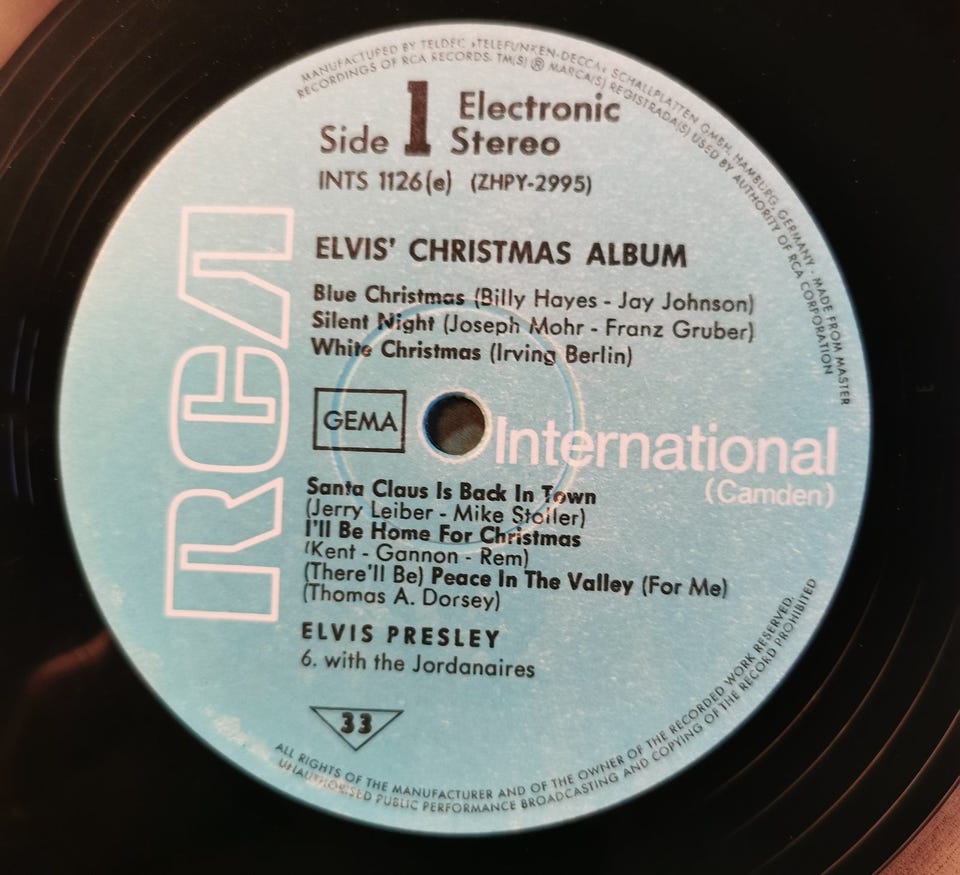 MANUFACTURED BY TELDEC »TELEFUNKEN-DECCA« SCHALLPLATTEN GMBH, HAMBURG, GERMANY · MADE FROM MASTER
RECORDINGS OF RCA RECORDS. TM(S) ® MARCA(S) REGISTRADA(S) USED BY AUTHORITY OF RCA CORPORATION
Side 1 Electronic
Stereo
INTS 1126(e) (ZHPY-2995)
RCA
ELVIS' CHRISTMAS ALBUM
Blue Christmas (Billy Hayes - Jay Johnson)
Silent Night (Joseph Mohr - Franz Gruber)
White Christmas (Irving Berlin)
GEMA
International
(Camden)
Santa Claus Is Back In Town
(Jerry Leiber - Mike Stoller)
I'll Be Home For Christmas
(Kent - Gannon - Rem)
(There'll Be) Peace In The Valley (For Me)
(Thomas A. Dorsey)
ELVIS PRESLEY
6. with the Jordanaires
33
ALL RIGHTS OF THE MANUFACTURER AND OF THE OWNER OF THE RECORDED WORK RESERVED.
UNAUTHORISED PUBLIC PERFORMANCE BROADCASTING AND COPYING OF THE RECORD PROHIBITED